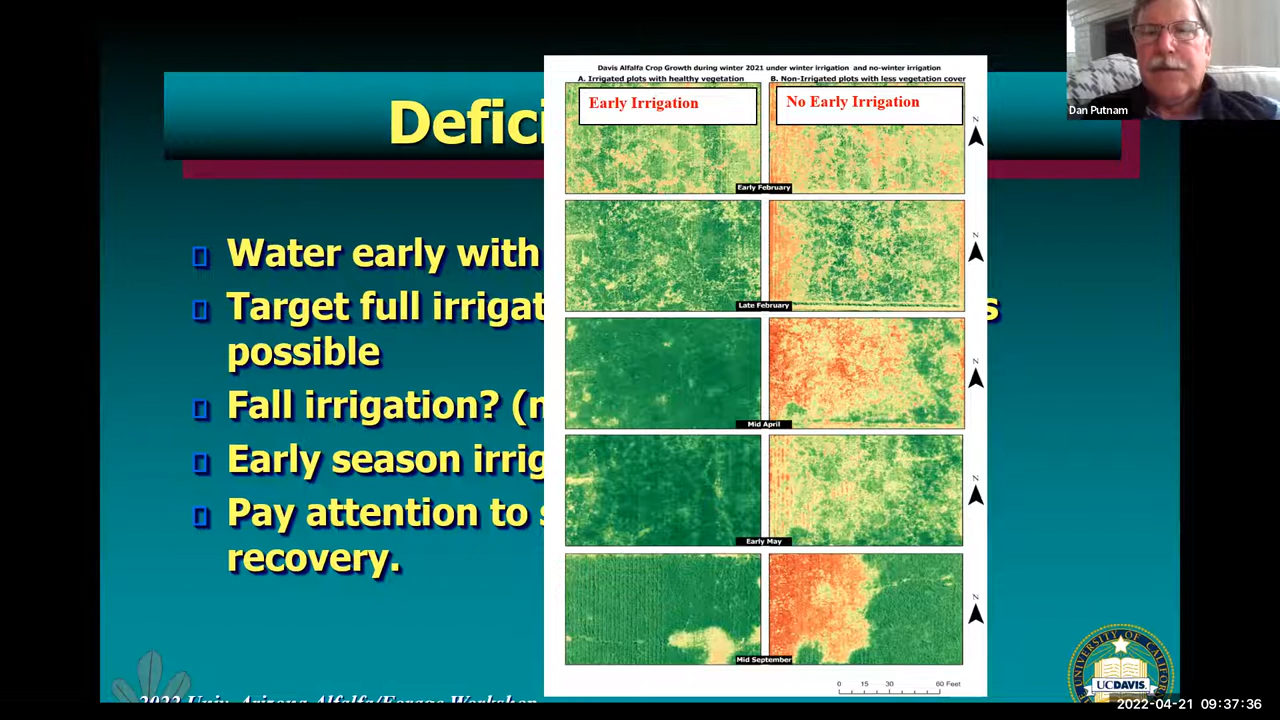 Defici
Water early with
Target full irrigat
s
possible
Fall irrigation? (
Early season irrig
Pay attention to s
recovery.
Davis Alfalfa Crop Growth during winter 2021 under winter irrigation and no-winter irrigation
A. Irrigated plots with healthy vegetation
B. Non-Irrigated plots with less vegetation cover
Early Irrigation
No Early Irrigation
N
Early February
N
Late February
N
Mid April
N
Early May
N
Mid September
0 15 30 60 Feet
Dan Putnam
UNIVERSITY OF CALIFOR
UCDAVIS
2022 Univ. Arizona Alfalfa/Forage Workshop
2022-04-21 09:37:36